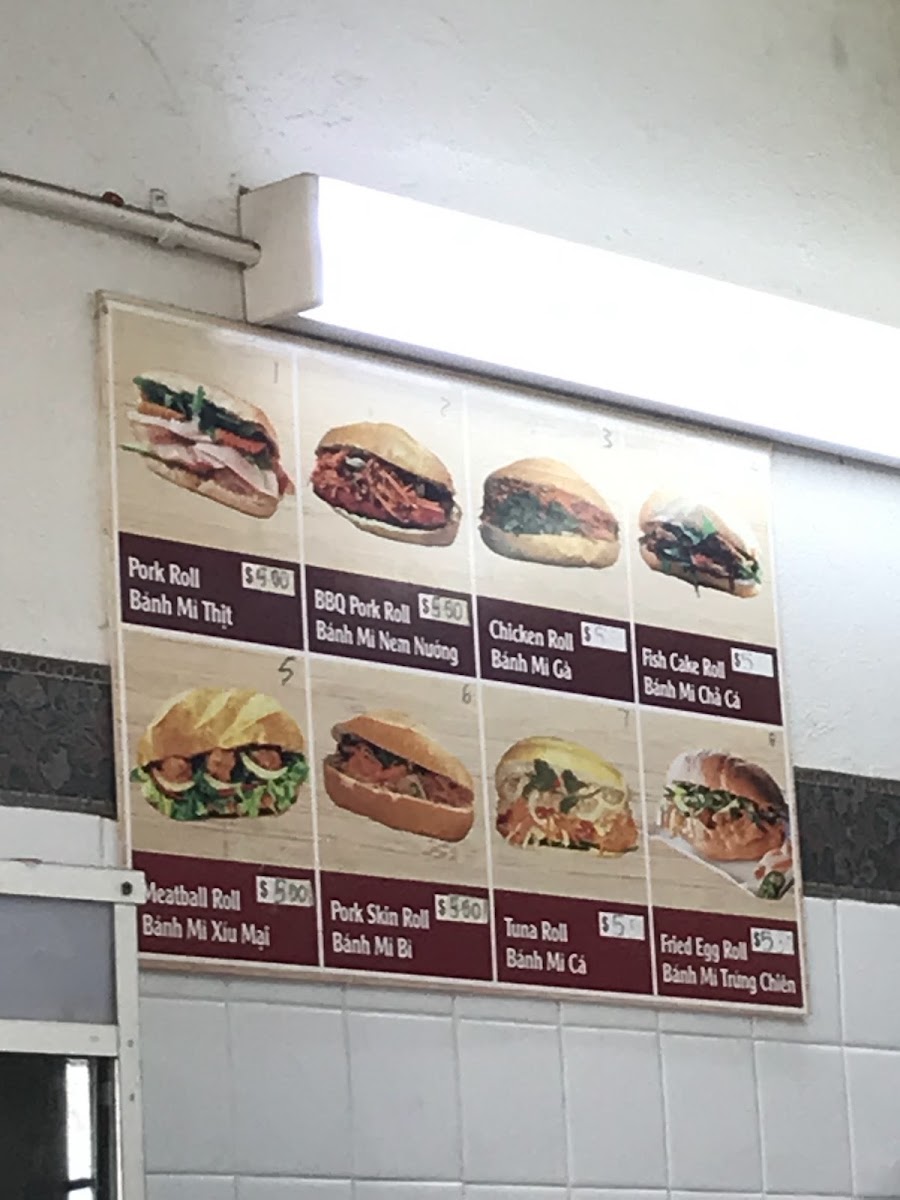 1
Pork Roll
Bánh Mì Thịt
2
BBQ Pork Roll
Bánh Mì Nem Nướng
3
Chicken Roll
Bánh Mì Gà
Fish Cake Roll
Bánh Mì Chả Cá
5
Meatball Roll $5.00
Bánh Mì Xíu Mại
6
Pork Skin Roll
Bánh Mì Bì
7
Tuna Roll
Bánh Mì Cá
8
Fried Egg Roll
Bánh Mì Trứng Chiên